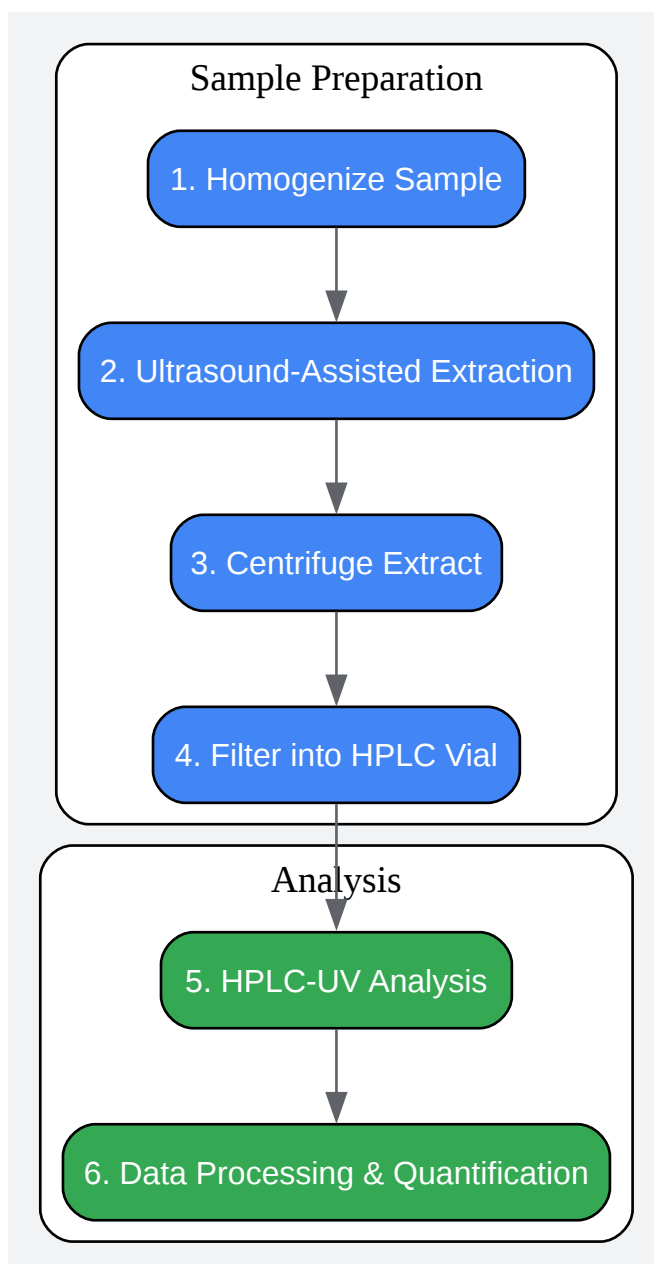 Sample Preparation
1. Homogenize Sample
2. Ultrasound-Assisted Extraction
3. Centrifuge Extract
4. Filter into HPLC Vial
Analysis
5. HPLC-UV Analysis
6. Data Processing & Quantification